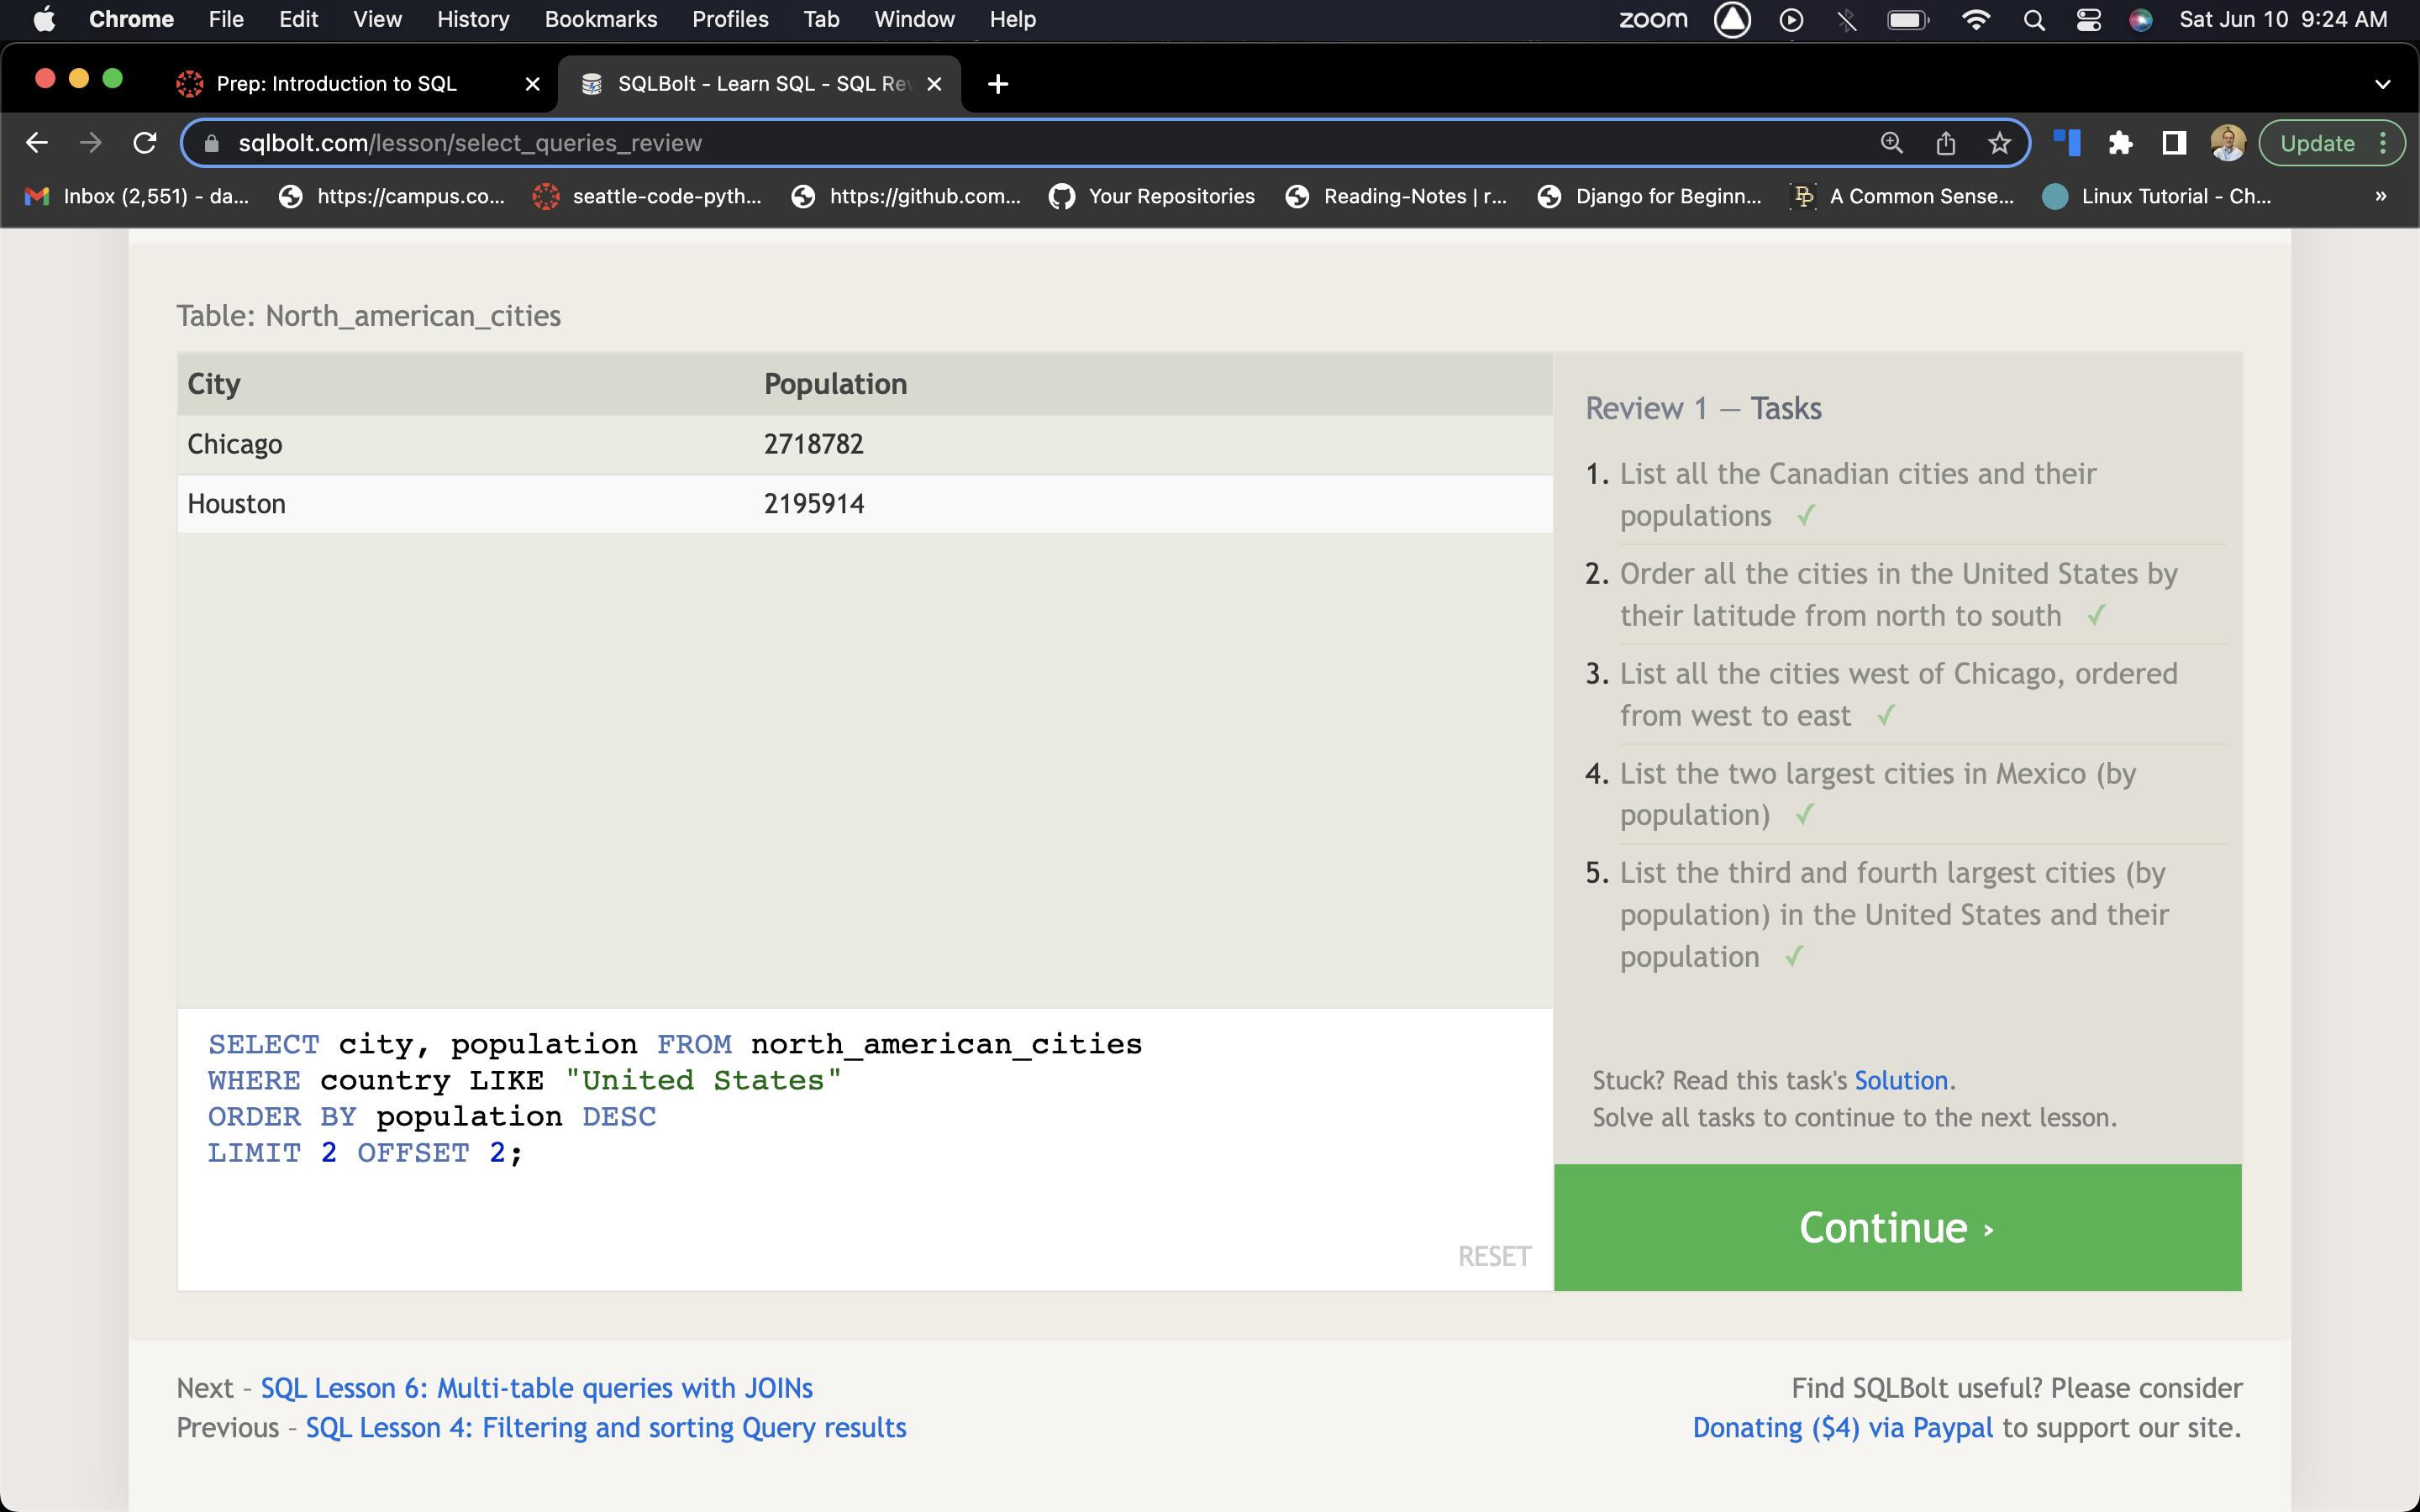 Chrome File Edit View History Bookmarks Profiles Tab Window Help zoom Sat Jun 10 9:24 AM
Prep: Introduction to SQL SQLBolt - Learn SQL - SQL Re
sqlbolt.com/lesson/select_queries_review Update
Inbox (2,551) - da... https://campus.co... seattle-code-pyth... https://github.com... Your Repositories Reading-Notes | r... Django for Beginn... A Common Sense... Linux Tutorial - Ch... »
Table: North_american_cities
City Population
Chicago 2718782
Houston 2195914
SELECT city, population FROM north_american_cities
WHERE country LIKE "United States"
ORDER BY population DESC
LIMIT 2 OFFSET 2;
RESET
Review 1 — Tasks
1. List all the Canadian cities and their
populations ✓
2. Order all the cities in the United States by
their latitude from north to south ✓
3. List all the cities west of Chicago, ordered
from west to east ✓
4. List the two largest cities in Mexico (by
population) ✓
5. List the third and fourth largest cities (by
population) in the United States and their
population ✓
Stuck? Read this task's Solution.
Solve all tasks to continue to the next lesson.
Continue ›
Next – SQL Lesson 6: Multi-table queries with JOINs
Previous – SQL Lesson 4: Filtering and sorting Query results
Find SQLBolt useful? Please consider
Donating ($4) via Paypal to support our site.